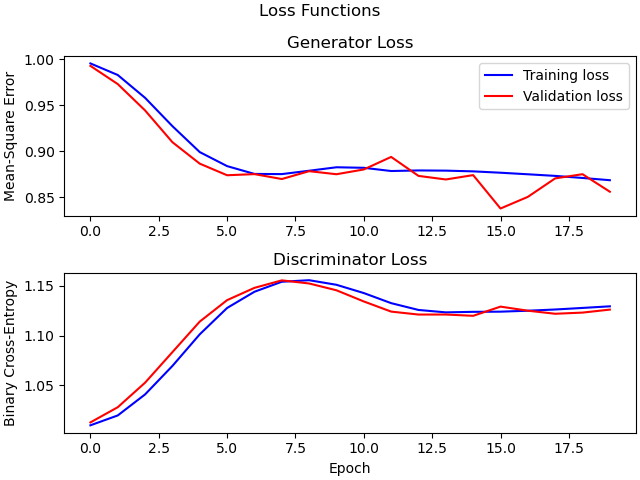 Loss Functions
Generator Loss
Mean-Square Error
1.00
0.95
0.90
0.85
Training loss
Validation loss
0.0 2.5 5.0 7.5 10.0 12.5 15.0 17.5
Discriminator Loss
Binary Cross-Entropy
1.15
1.10
1.05
0.0 2.5 5.0 7.5 10.0 12.5 15.0 17.5
Epoch